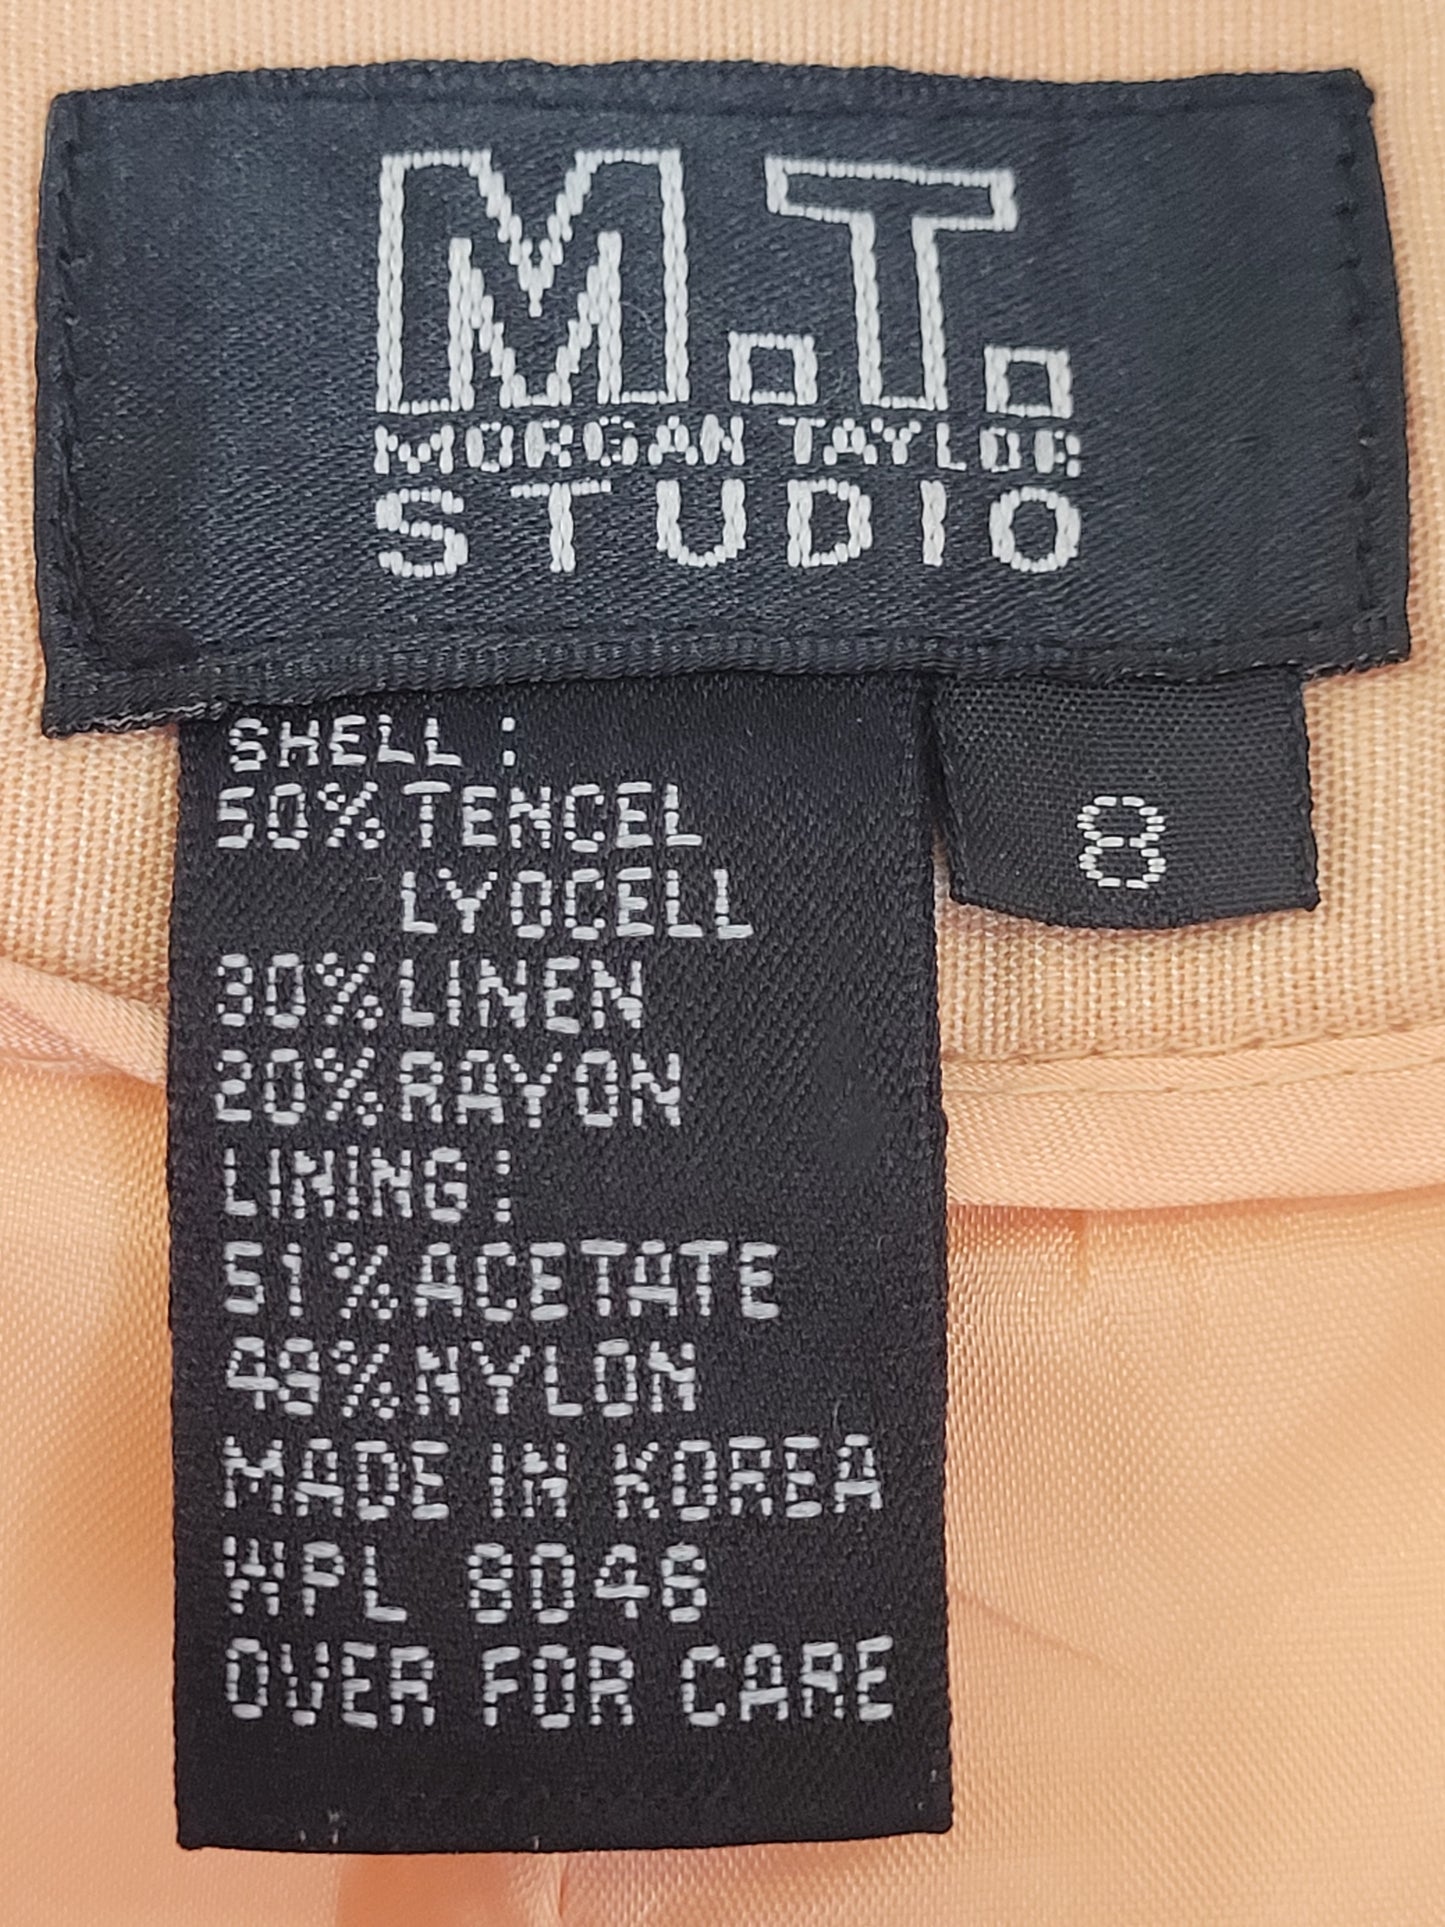 M.T.
MORGAN TAYLOR
STUDIO
8
SHELL:
50% TENCEL
LYOCELL
30% LINEN
20% RAYON
LINING:
51% ACETATE
49% NYLON
MADE IN KOREA
WPL 8046
OVER FOR CARE